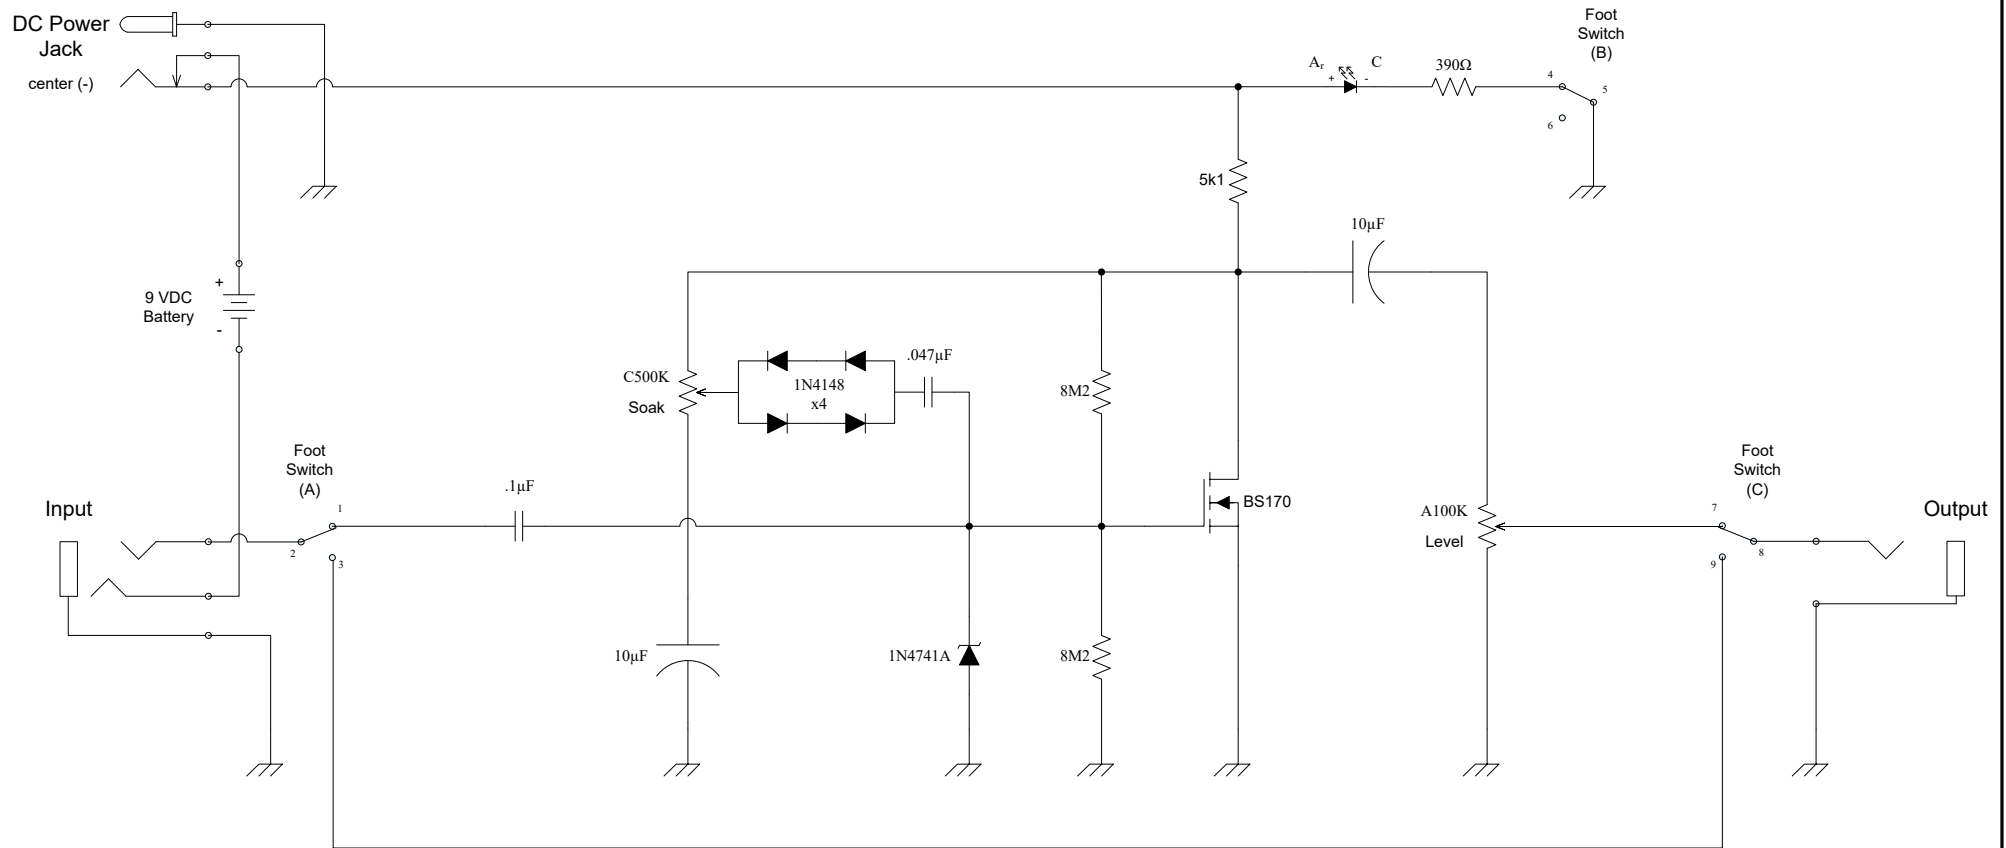 DC Power
Jack
center (-)
Foot
Switch
(B)
Ar
+
-
C
390Ω
4
5
6
5k1
10µF
+
9 VDC
Battery
-
C500K
Soak
1N4148
x4
.047µF
8M2
Foot
Switch
(A)
Input
1
2
3
.1µF
BS170
A100K
Level
Foot
Switch
(C)
7
8
9
Output
10µF
1N4741A
8M2